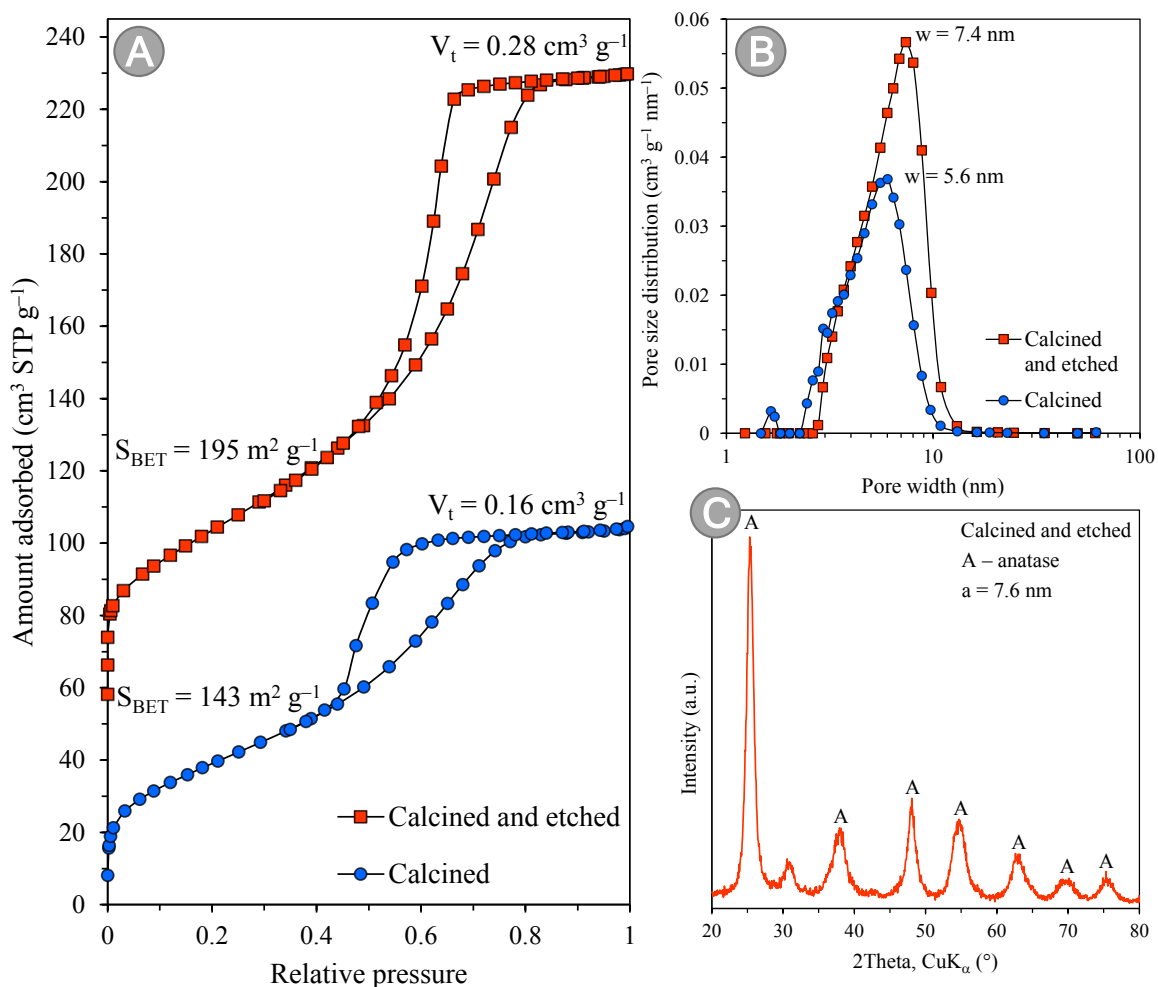 A
V_t = 0.28 cm³ g⁻¹
S_BET = 195 m² g⁻¹
V_t = 0.16 cm³ g⁻¹
S_BET = 143 m² g⁻¹
Calcined and etched
Calcined
240
220
200
180
160
140
120
100
80
60
40
20
0
0
0.2
0.4
0.6
0.8
1
Amount adsorbed (cm³ STP g⁻¹)
Relative pressure
B
w = 7.4 nm
w = 5.6 nm
Calcined
and etched
Calcined
0.06
0.05
0.04
0.03
0.02
0.01
0
1
10
100
Pore size distribution (cm³ g⁻¹ nm⁻¹)
Pore width (nm)
C
Calcined and etched
A – anatase
a = 7.6 nm
A
A
A
A
A
A
A
20
30
40
50
60
70
80
Intensity (a.u.)
2Theta, CuK_α (°)